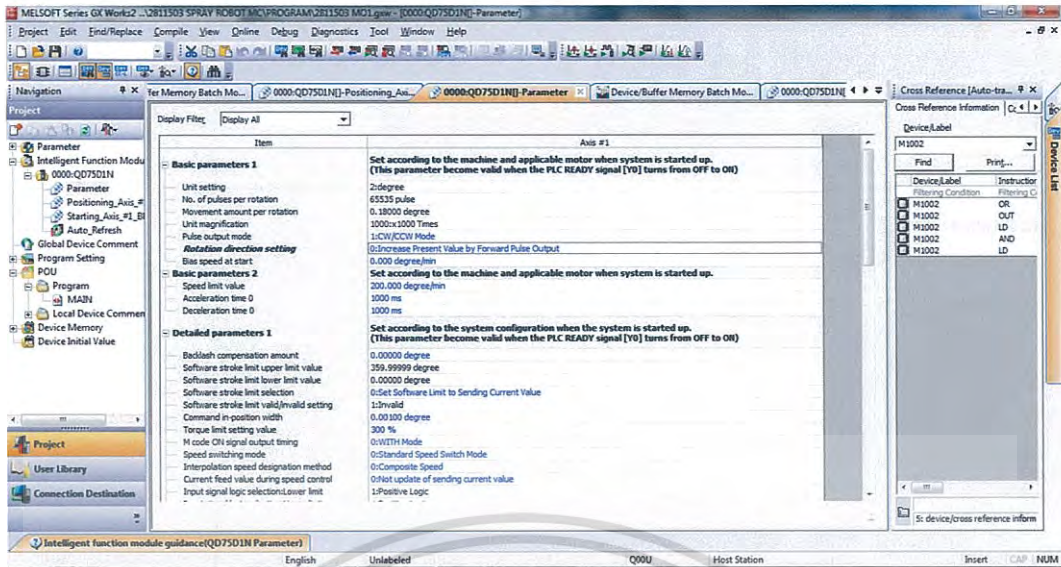 MELSOFT Series GX Works2 ...\2811503 SPRAY ROBOT MC\PROGRAM\2811503 MO1.gxw - [0000:QD75D1N[]-Parameter]
Project Edit Find/Replace Compile View Online Debug Diagnostics Tool Window Help
Navigation
fer Memory Batch Mo...
0000:QD75D1N[]-Positioning_Axi...
0000:QD75D1N[]-Parameter
Device/Buffer Memory Batch Mo...
0000:QD75D1N[
Cross Reference [Auto-tra...
Project
Parameter
Intelligent Function Modu
0000:QD75D1N
Parameter
Positioning_Axis_#
Starting_Axis_#1_Bl
Auto_Refresh
Global Device Comment
Program Setting
POU
Program
MAIN
Local Device Commen
Device Memory
Device Initial Value
Project
User Library
Connection Destination
Display Filter Display All
Item Axis #1
Basic parameters 1 Set according to the machine and applicable motor when system is started up.
(This parameter become valid when the PLC READY signal [Y0] turns from OFF to ON)
Unit setting 2:degree
No. of pulses per rotation 65535 pulse
Movement amount per rotation 0.18000 degree
Unit magnification 1000:x1000 Times
Pulse output mode 1:CW/CCW Mode
Rotation direction setting 0:Increase Present Value by Forward Pulse Output
Bias speed at start 0.000 degree/min
Basic parameters 2 Set according to the machine and applicable motor when system is started up.
Speed limit value 200.000 degree/min
Acceleration time 0 1000 ms
Deceleration time 0 1000 ms
Detailed parameters 1 Set according to the system configuration when the system is started up.
(This parameter become valid when the PLC READY signal [Y0] turns from OFF to ON)
Backlash compensation amount 0.00000 degree
Software stroke limit upper limit value 359.99999 degree
Software stroke limit lower limit value 0.00000 degree
Software stroke limit selection 0:Set Software Limit to Sending Current Value
Software stroke limit valid/invalid setting 1:Invalid
Command in-position width 0.00100 degree
Torque limit setting value 300 %
M code ON signal output timing 0:WITH Mode
Speed switching mode 0:Standard Speed Switch Mode
Interpolation speed designation method 0:Composite Speed
Current feed value during speed control 0:Not update of sending current value
Input signal logic selection:Lower limit 1:Positive Logic
Cross Reference Information
Device/Label
M1002
Find Print...
Device/Label Instruction
Filtering Condition Filtering Co
M1002 OR
M1002 OUT
M1002 LD
M1002 AND
M1002 LD
5: device/cross reference inform
Device List
Intelligent function module guidance(QD75D1N Parameter)
English Unlabeled Q00U Host Station Insert CAP NUM